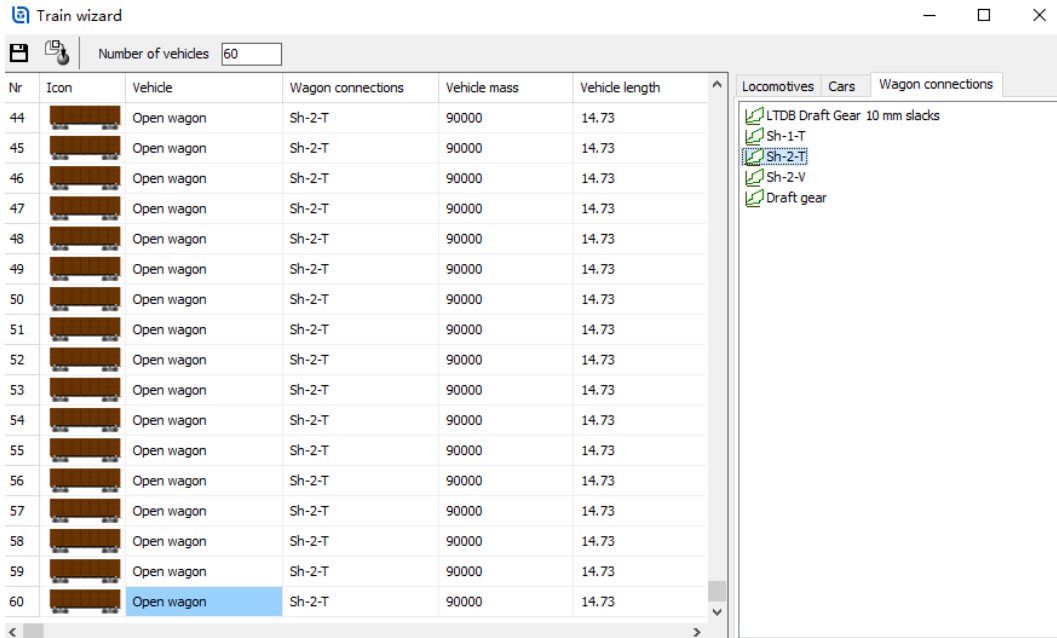 Train wizard
Number of vehicles 60
Nr Icon Vehicle Wagon connections Vehicle mass Vehicle length
44 Open wagon Sh-2-T 90000 14.73
45 Open wagon Sh-2-T 90000 14.73
46 Open wagon Sh-2-T 90000 14.73
47 Open wagon Sh-2-T 90000 14.73
48 Open wagon Sh-2-T 90000 14.73
49 Open wagon Sh-2-T 90000 14.73
50 Open wagon Sh-2-T 90000 14.73
51 Open wagon Sh-2-T 90000 14.73
52 Open wagon Sh-2-T 90000 14.73
53 Open wagon Sh-2-T 90000 14.73
54 Open wagon Sh-2-T 90000 14.73
55 Open wagon Sh-2-T 90000 14.73
56 Open wagon Sh-2-T 90000 14.73
57 Open wagon Sh-2-T 90000 14.73
58 Open wagon Sh-2-T 90000 14.73
59 Open wagon Sh-2-T 90000 14.73
60 Open wagon Sh-2-T 90000 14.73
Locomotives Cars Wagon connections
LTDB Draft Gear 10 mm slacks
Sh-1-T
Sh-2-T
Sh-2-V
Draft gear